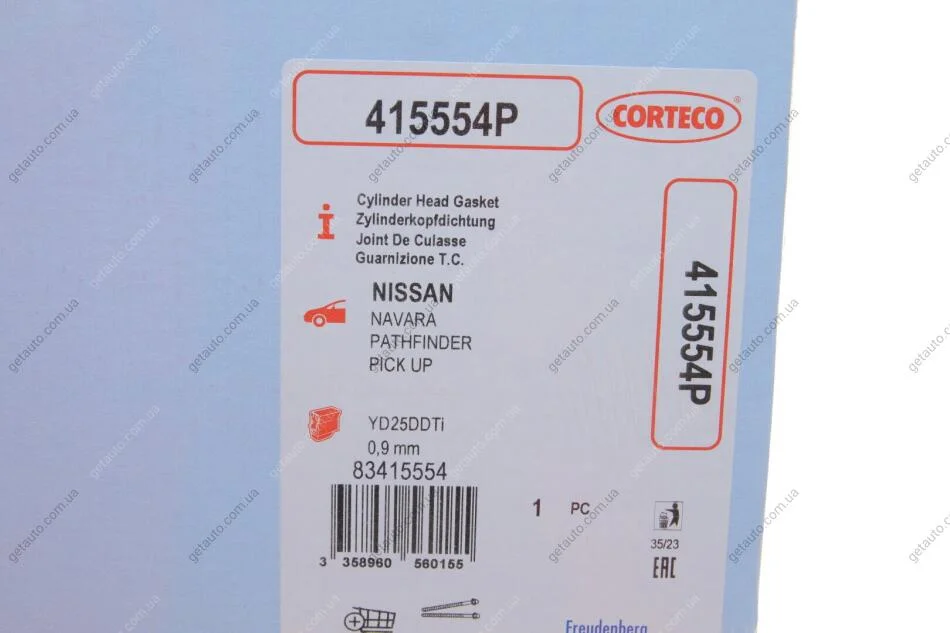 415554P
CORTECO
®
Cylinder Head Gasket
Zylinderkopfdichtung
Joint De Culasse
Guarnizione T.C.
NISSAN
NAVARA
PATHFINDER
PICK UP
415554P
YD25DDTi
0,9 mm
83415554
1 PC
35/23
EAC
3 358960 560155
Freudenberg
getauto.com.ua